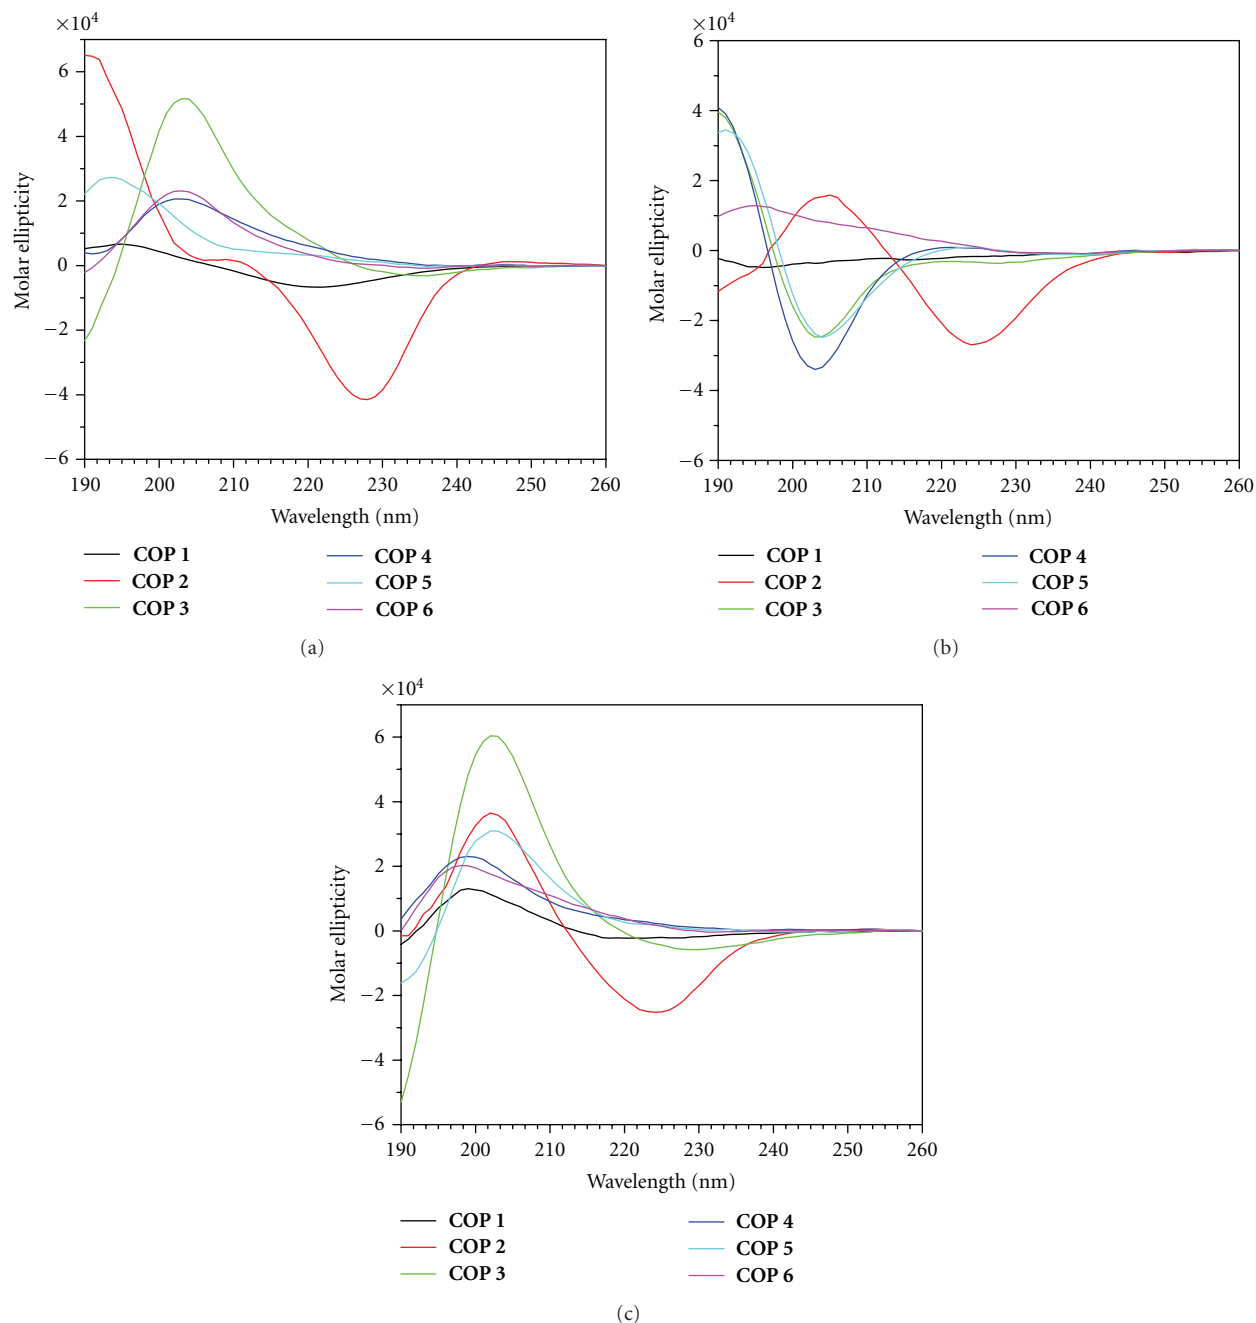 ×10⁴
6
4
2
0
−2
−4
−6
190 200 210 220 230 240 250 260
Molar ellipticity
Wavelength (nm)
COP 1
COP 2
COP 3
COP 4
COP 5
COP 6
(a)
×10⁴
6
4
2
0
−2
−4
−6
190 200 210 220 230 240 250 260
Molar ellipticity
Wavelength (nm)
COP 1
COP 2
COP 3
COP 4
COP 5
COP 6
(b)
×10⁴
6
4
2
0
−2
−4
−6
190 200 210 220 230 240 250 260
Molar ellipticity
Wavelength (nm)
COP 1
COP 2
COP 3
COP 4
COP 5
COP 6
(c)